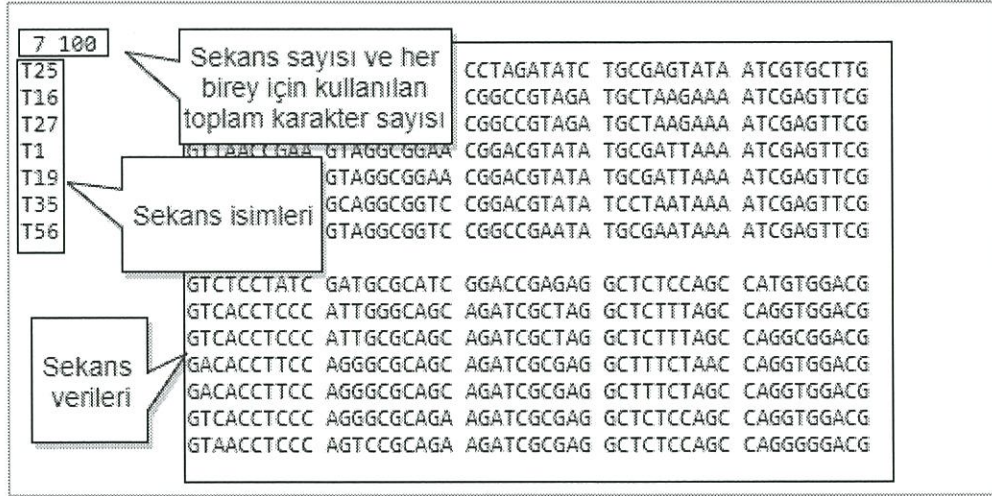 7 100
Sekans sayısı ve her
birey için kullanılan
toplam karakter sayısı
T25
T16
T27
T1
T19
T35
T56
CCTAGATATC TGCGAGTATA ATCGTGCTTG
CGGCCGTAGA TGCTAAGAAA ATCGAGTTCG
CGGCCGTAGA TGCTAAGAAA ATCGAGTTCG
GTTAACCGAA GTAGGCGGAA CGGACGTATA TGCGATTAAA ATCGAGTTCG
GTAGGCGGAA CGGACGTATA TGCGATTAAA ATCGAGTTCG
GCAGGCGGTC CGGACGTATA TCCTAATAAA ATCGAGTTCG
GTAGGCGGTC CGGCCGAATA TGCGAATAAA ATCGAGTTCG
Sekans isimleri
GTCTCCTATC GATGCGCATC GGACCGAGAG GCTCTCCAGC CATGTGGACG
GTCACCTCCC ATTGGGCAGC AGATCGCTAG GCTCTTTAGC CAGGTGGACG
GTCACCTCCC ATTGCGCAGC AGATCGCTAG GCTCTTTAGC CAGGCGGACG
GACACCTTCC AGGGCGCAGC AGATCGCGAG GCTTTCTAAC CAGGTGGACG
GACACCTTCC AGGGCGCAGC AGATCGCGAG GCTTTCTAGC CAGGTGGACG
GTCACCTCCC AGGGCGCAGA AGATCGCGAG GCTCTCCAGC CAGGTGGACG
GTAACCTCCC AGTCCGCAGA AGATCGCGAG GCTCTCCAGC CAGGGGGACG
Sekans
verileri